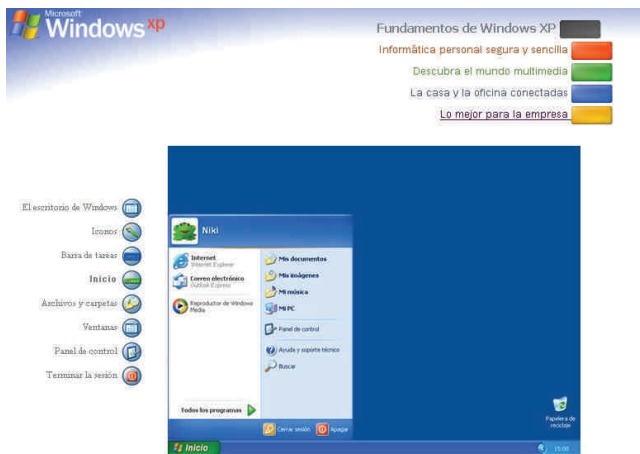 Microsoft
Windows xp
Fundamentos de Windows XP
Informática personal segura y sencilla
Descubra el mundo multimedia
La casa y la oficina conectadas
Lo mejor para la empresa
El escritorio de Windows
Iconos
Barra de tareas
Inicio
Archivos y carpetas
Ventanas
Panel de control
Terminar la sesión
Niki
Internet
Internet Explorer
Correo electrónico
Outlook Express
Reproductor de Windows
Media
Todos los programas
Mis documentos
Mis imágenes
Mi música
Mi PC
Panel de control
Ayuda y soporte técnico
Buscar
Cerrar sesión
Apagar
Papelera de
reciclaje
Inicio
15:00